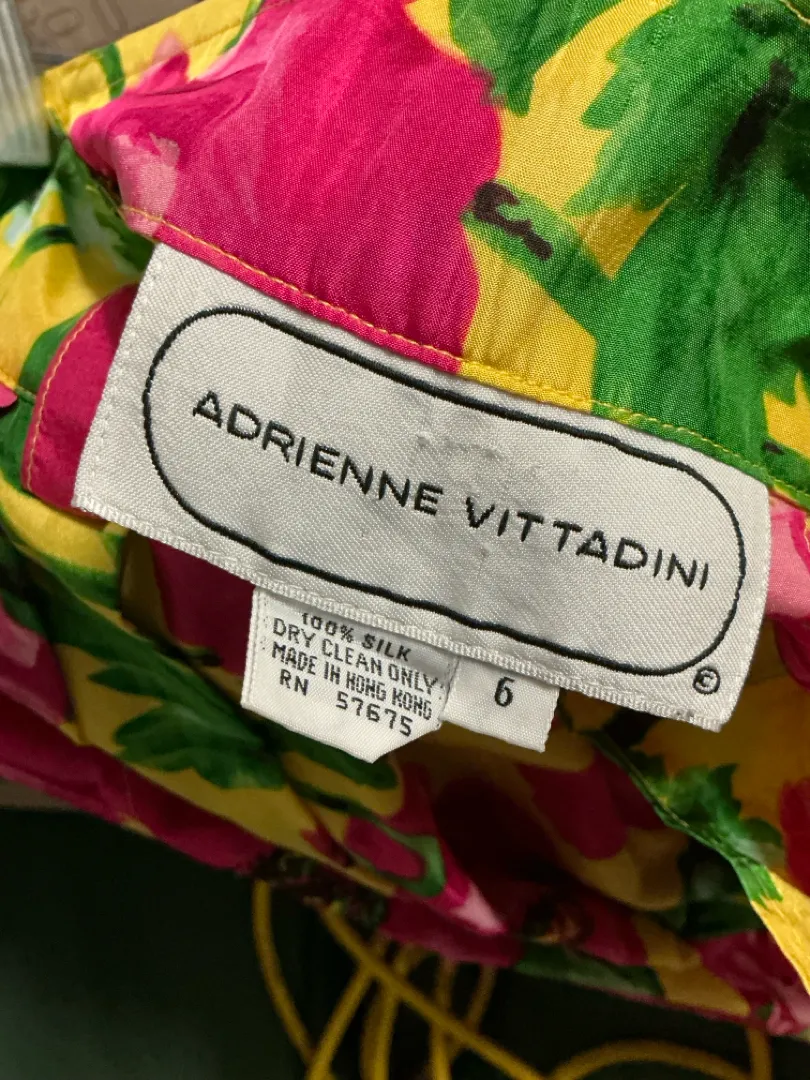 ADRIENNE VITTADINI
©
100% SILK
DRY CLEAN ONLY
MADE IN HONG KONG
RN 57675
6